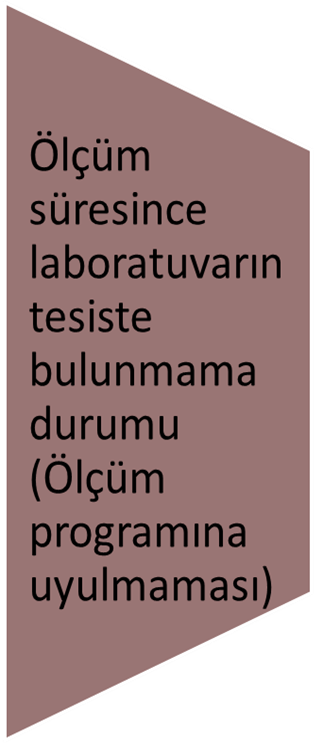 Ölçüm
süresince
laboratuvarın
tesiste
bulunmama
durumu
(Ölçüm
programına
uyulmaması)